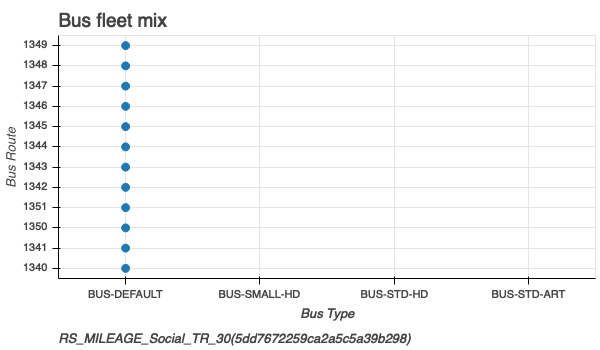 Bus fleet mix
Bus Route
1349
1348
1347
1346
1345
1344
1343
1342
1351
1350
1341
1340
BUS-DEFAULT BUS-SMALL-HD BUS-STD-HD BUS-STD-ART
Bus Type
RS_MILEAGE_Social_TR_30(5dd7672259ca2a5c5a39b298)